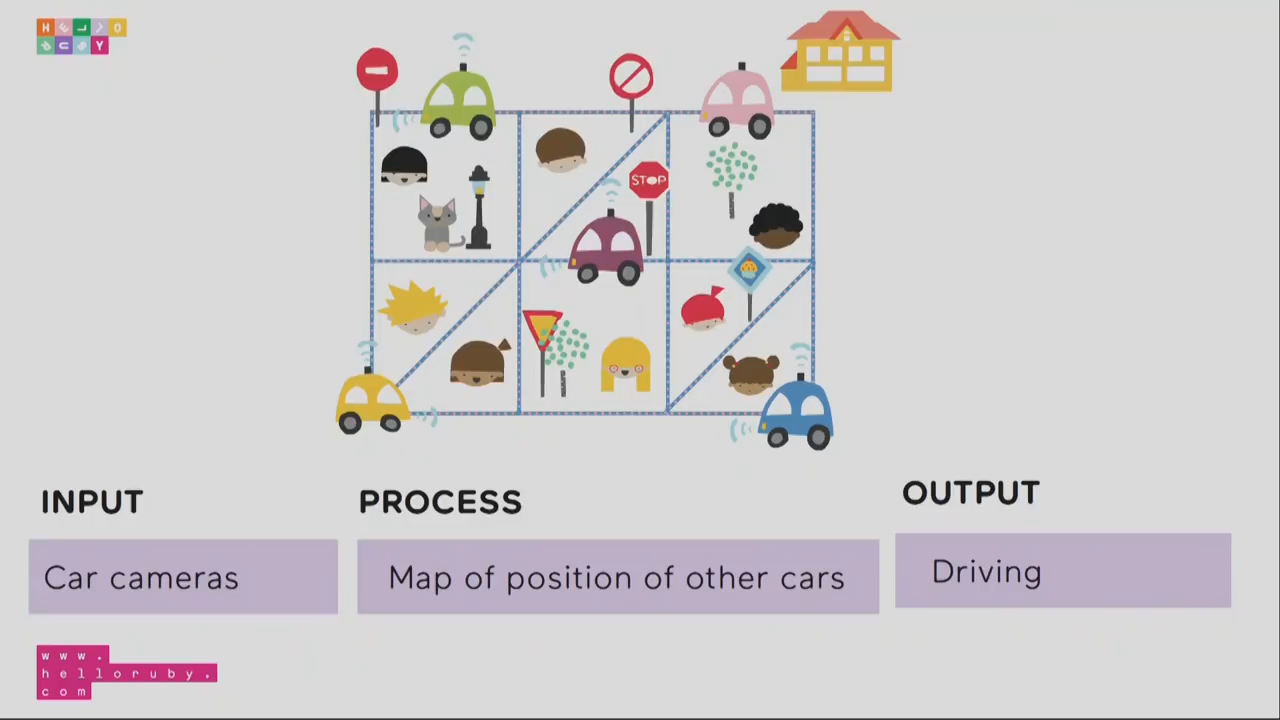 HELLO
RUBY
STOP
INPUT
PROCESS
OUTPUT
Car cameras
Map of position of other cars
Driving
www.
helloruby.
com